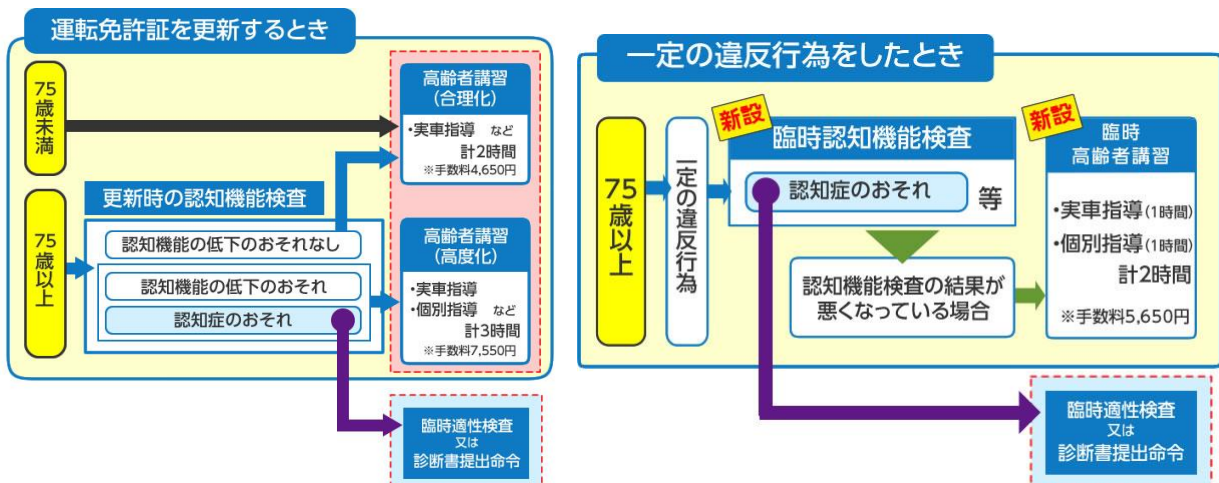 運転免許証を更新するとき
75歳未満
高齢者講習
(合理化)
・実車指導 など
計2時間
※手数料4,650円
75歳以上
更新時の認知機能検査
認知機能の低下のおそれなし
認知機能の低下のおそれ
認知症のおそれ
高齢者講習
(高度化)
・実車指導
・個別指導 など
計3時間
※手数料7,550円
臨時適性検査
又は
診断書提出命令
一定の違反行為をしたとき
75歳以上
一定の違反行為
新設
臨時認知機能検査
認知症のおそれ
等
認知機能検査の結果が
悪くなっている場合
新設
臨時
高齢者講習
・実車指導(1時間)
・個別指導(1時間)
計2時間
※手数料5,650円
臨時適性検査
又は
診断書提出命令